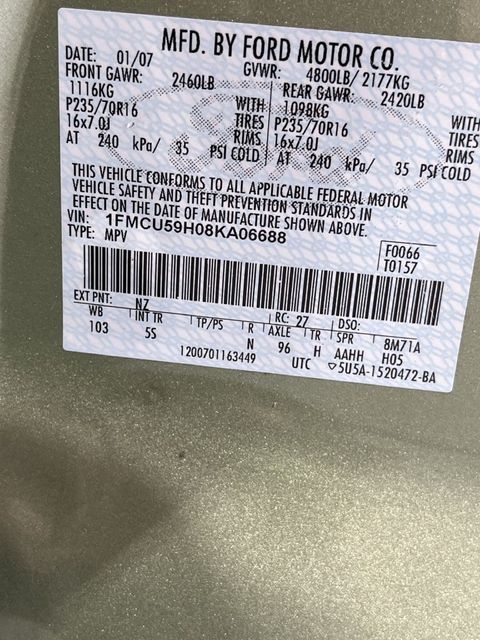 MFD. BY FORD MOTOR CO.
DATE: 01/07 GVWR: 4800LB/ 2177KG
FRONT GAWR: 2460LB REAR GAWR: 2420LB
1116KG WITH 1098KG WITH
P235/70R16 TIRES P235/70R16 TIRES
16x7.0J RIMS 16x7.0J RIMS
AT 240 kPa/ 35 PSI COLD AT 240 kPa/ 35 PSI COLD
THIS VEHICLE CONFORMS TO ALL APPLICABLE FEDERAL MOTOR
VEHICLE SAFETY AND THEFT PREVENTION STANDARDS IN
EFFECT ON THE DATE OF MANUFACTURE SHOWN ABOVE.
VIN: 1FMCU59H08KA06688
TYPE: MPV
F0066
T0157
EXT PNT: NZ RC: 27 DSO:
WB INT TR TP/PS R AXLE TR SPR 8M71A
103 5S N 96 H AAHH H05
1200701163449 UTC ▽5U5A-1520472-BA